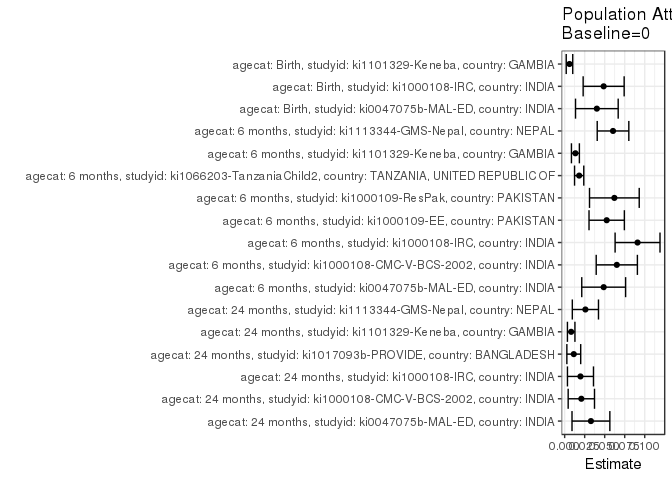 Population Att
Baseline=0
agecat: Birth, studyid: ki1101329-Keneba, country: GAMBIA
agecat: Birth, studyid: ki1000108-IRC, country: INDIA
agecat: Birth, studyid: ki0047075b-MAL-ED, country: INDIA
agecat: 6 months, studyid: ki1113344-GMS-Nepal, country: NEPAL
agecat: 6 months, studyid: ki1101329-Keneba, country: GAMBIA
agecat: 6 months, studyid: ki1066203-TanzaniaChild2, country: TANZANIA, UNITED REPUBLIC OF
agecat: 6 months, studyid: ki1000109-ResPak, country: PAKISTAN
agecat: 6 months, studyid: ki1000109-EE, country: PAKISTAN
agecat: 6 months, studyid: ki1000108-IRC, country: INDIA
agecat: 6 months, studyid: ki1000108-CMC-V-BCS-2002, country: INDIA
agecat: 6 months, studyid: ki0047075b-MAL-ED, country: INDIA
agecat: 24 months, studyid: ki1113344-GMS-Nepal, country: NEPAL
agecat: 24 months, studyid: ki1101329-Keneba, country: GAMBIA
agecat: 24 months, studyid: ki1017093b-PROVIDE, country: BANGLADESH
agecat: 24 months, studyid: ki1000108-IRC, country: INDIA
agecat: 24 months, studyid: ki1000108-CMC-V-BCS-2002, country: INDIA
agecat: 24 months, studyid: ki0047075b-MAL-ED, country: INDIA
0.000 0.025 0.050 0.075 0.100
Estimate